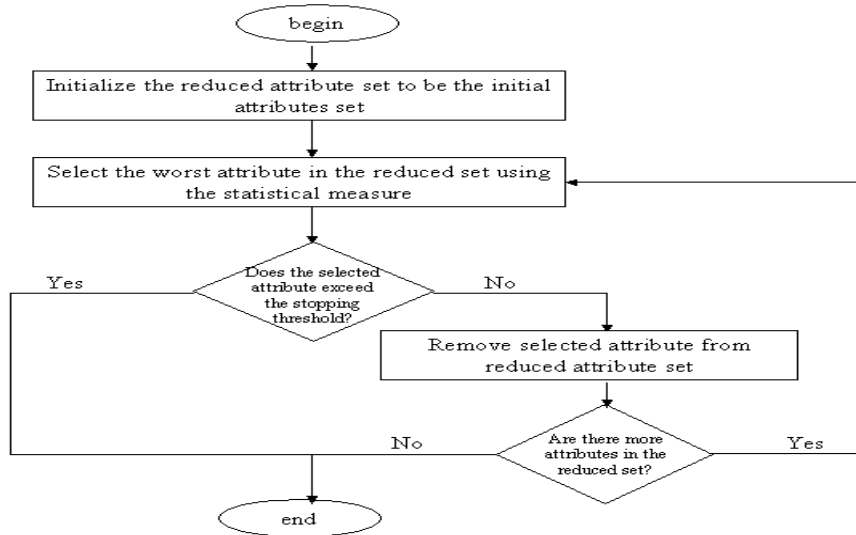 begin
Initialize the reduced attribute set to be the initial
attributes set
Select the worst attribute in the reduced set using
the statistical measure
Does the selected
attribute exceed
the stopping
threshold?
Yes
No
Remove selected attribute from
reduced attribute set
Are there more
attributes in the
reduced set?
No
Yes
end